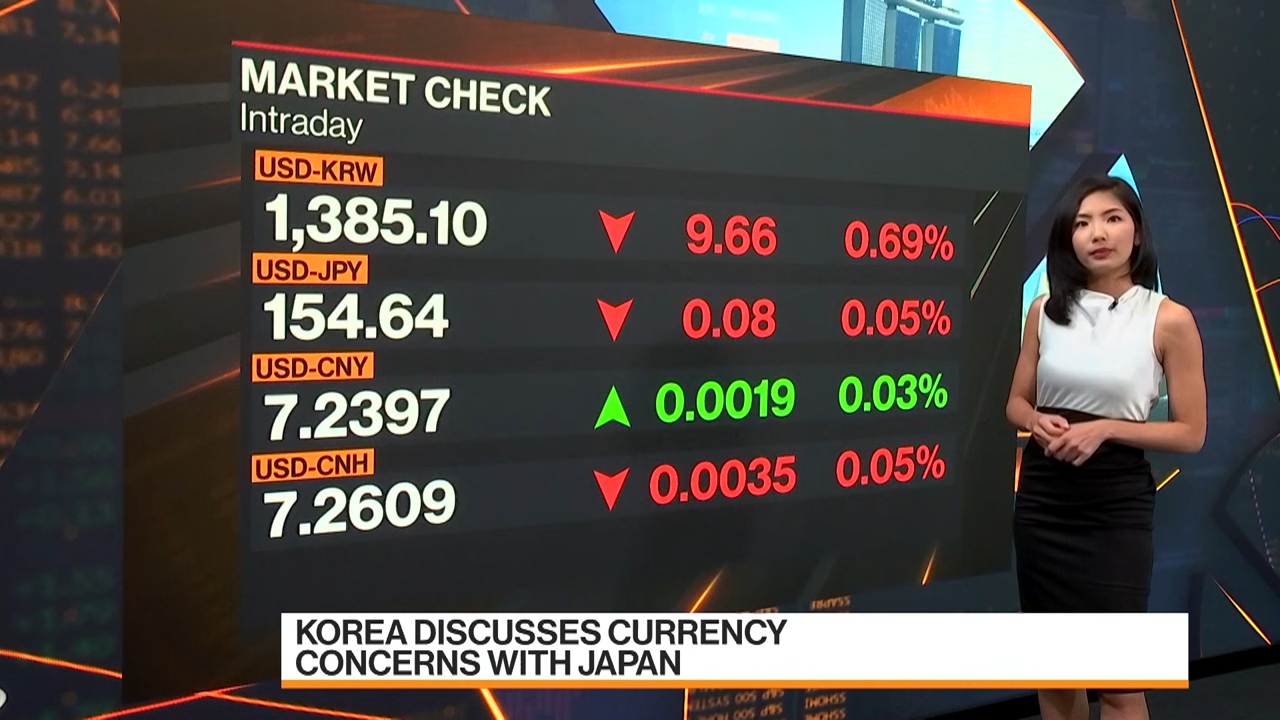 MARKET CHECK
Intraday
USD-KRW
1,385.10 9.66 0.69%
USD-JPY
154.64 0.08 0.05%
USD-CNY
7.2397 0.0019 0.03%
USD-CNH
7.2609 0.0035 0.05%
KOREA DISCUSSES CURRENCY
CONCERNS WITH JAPAN